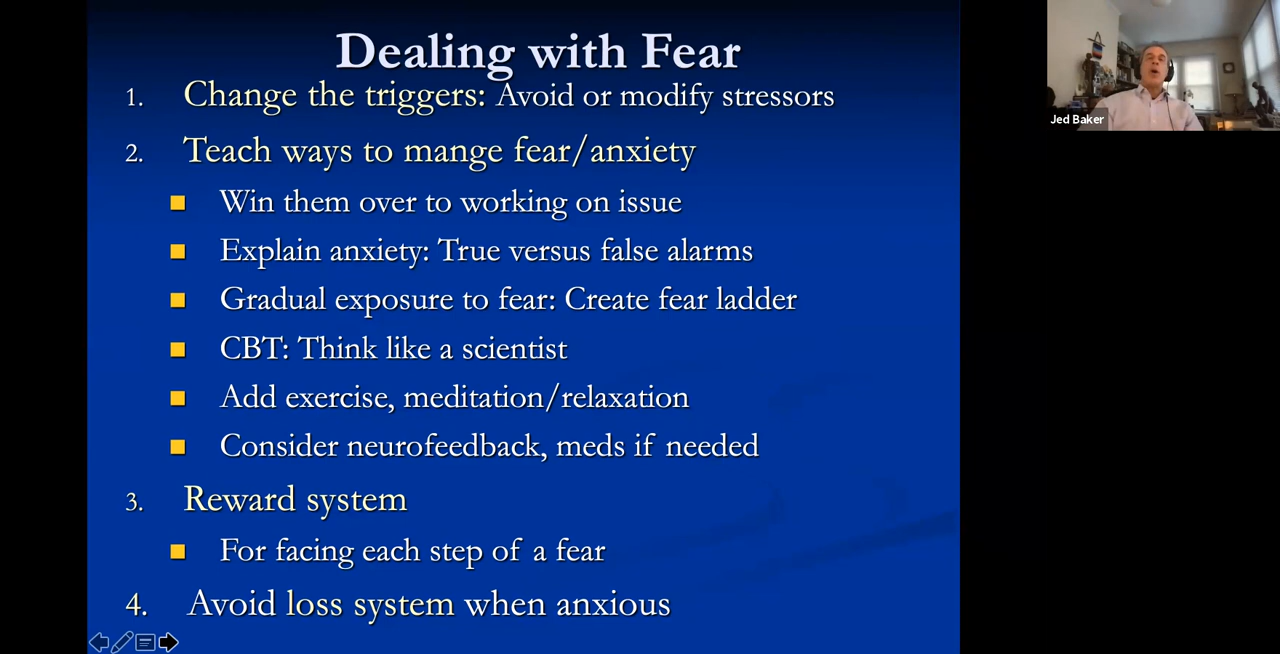 Dealing with Fear
1. Change the triggers: Avoid or modify stressors
2. Teach ways to mange fear/anxiety
Win them over to working on issue
Explain anxiety: True versus false alarms
Gradual exposure to fear: Create fear ladder
CBT: Think like a scientist
Add exercise, meditation/relaxation
Consider neurofeedback, meds if needed
3. Reward system
For facing each step of a fear
4. Avoid loss system when anxious
Jed Baker